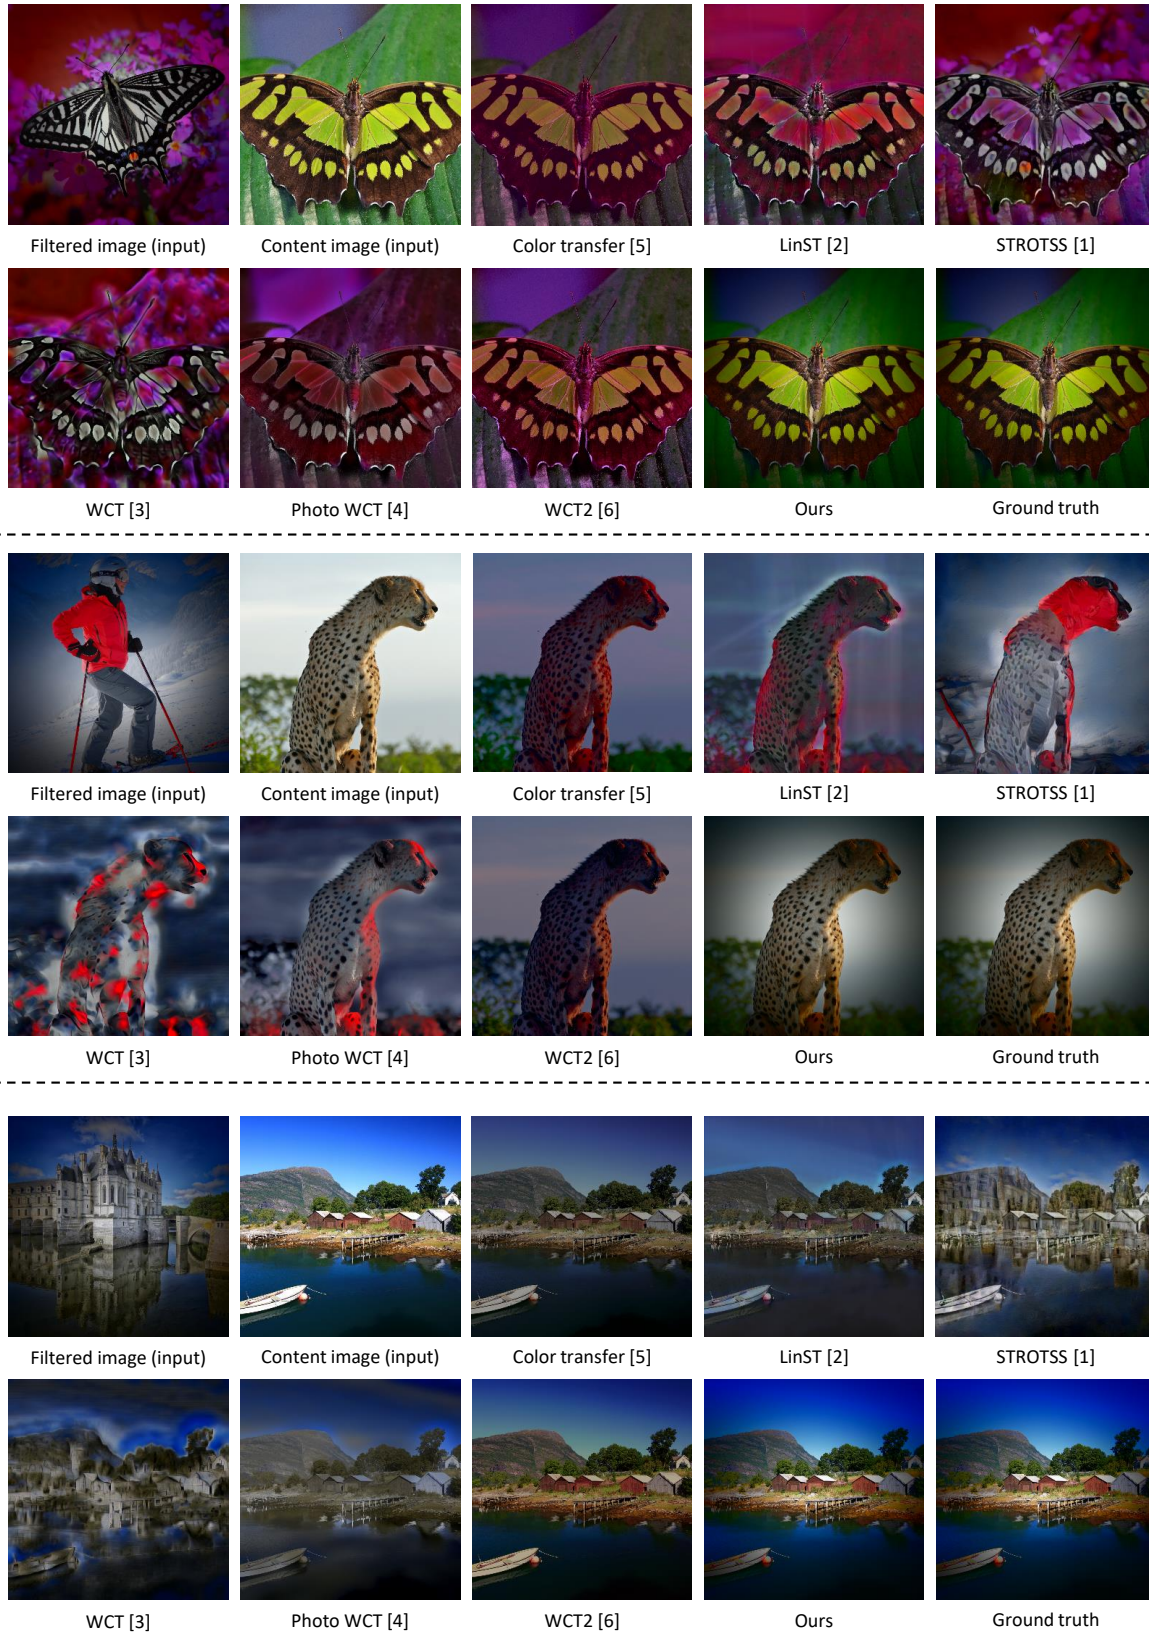 Filtered image (input) Content image (input) Color transfer [5] LinST [2] STROTSS [1]
WCT [3] Photo WCT [4] WCT2 [6] Ours Ground truth
Filtered image (input) Content image (input) Color transfer [5] LinST [2] STROTSS [1]
WCT [3] Photo WCT [4] WCT2 [6] Ours Ground truth
Filtered image (input) Content image (input) Color transfer [5] LinST [2] STROTSS [1]
WCT [3] Photo WCT [4] WCT2 [6] Ours Ground truth